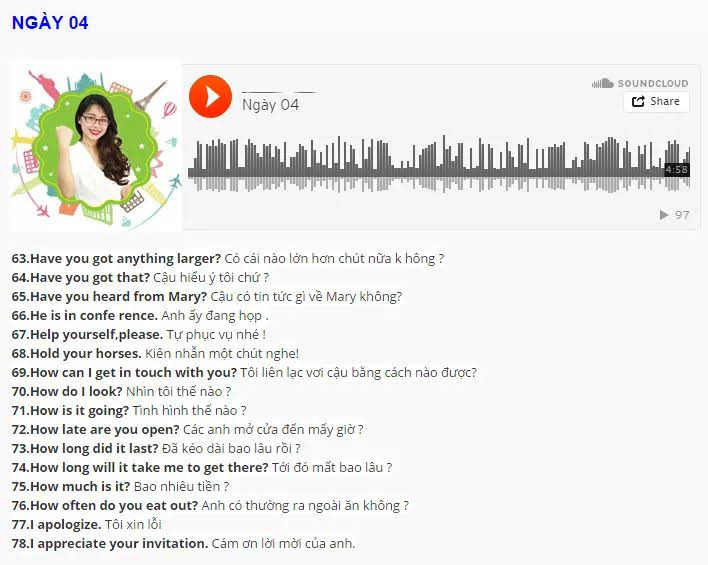 NGÀY 04
SOUNDCLOUD
Ngày 04
Share
4:58
97
63.Have you got anything larger? Có cái nào lớn hơn chút nữa k hông ?
64.Have you got that? Cậu hiểu ý tôi chứ ?
65.Have you heard from Mary? Cậu có tin tức gì về Mary không?
66.He is in confe rence. Anh ấy đang họp .
67.Help yourself,please. Tự phục vụ nhé !
68.Hold your horses. Kiên nhẫn một chút nghe!
69.How can I get in touch with you? Tôi liên lạc vơi cậu bằng cách nào được?
70.How do I look? Nhìn tôi thế nào ?
71.How is it going? Tình hình thế nào ?
72.How late are you open? Các anh mở cửa đến mấy giờ ?
73.How long did it last? Đã kéo dài bao lâu rồi ?
74.How long will it take me to get there? Tới đó mất bao lâu ?
75.How much is it? Bao nhiêu tiền ?
76.How often do you eat out? Anh có thường ra ngoài ăn không ?
77.I apologize. Tôi xin lỗi
78.I appreciate your invitation. Cám ơn lời mời của anh.